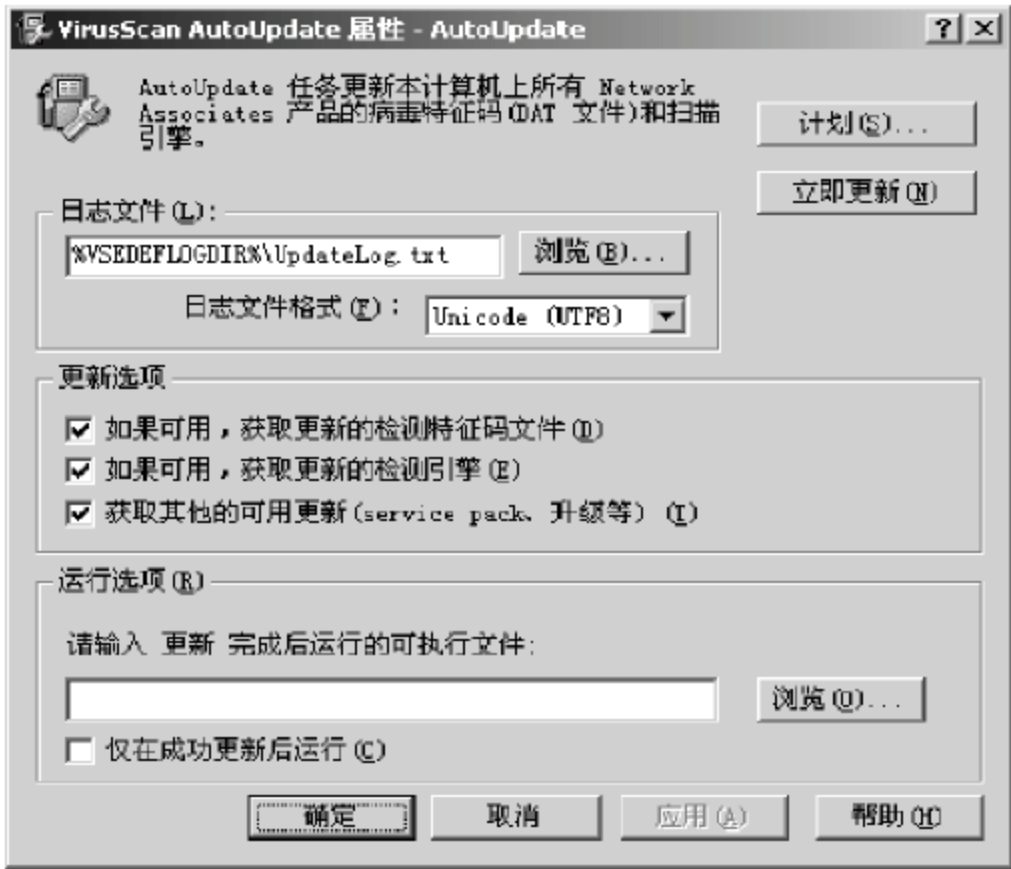 VirusScan AutoUpdate 属性 - AutoUpdate
AutoUpdate 任务更新本计算机上所有 Network
Associates 产品的病毒特征码(DAT 文件)和扫描
引擎。
计划(S)...
立即更新(N)
日志文件(L):
%VSEDEFLOGDIR%\UpdateLog.txt
浏览(B)...
日志文件格式(F):
Unicode (UTF8)
更新选项
如果可用,获取更新的检测特征码文件(D)
如果可用,获取更新的检测引擎(E)
获取其他的可用更新(service pack、升级等) (I)
运行选项(R)
请输入 更新 完成后运行的可执行文件:
浏览(O)...
仅在成功更新后运行(C)
确定
取消
应用(A)
帮助(H)